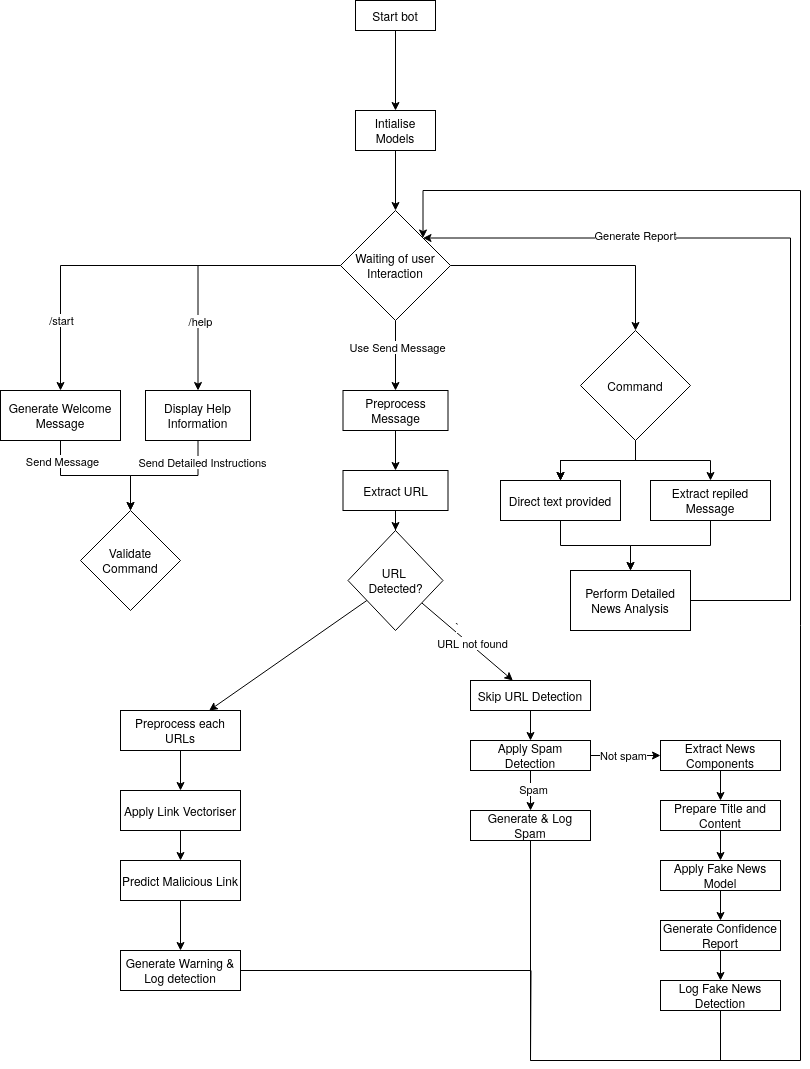 Start bot
Intialise
Models
Waiting of user
Interaction
Generate Report
/start
/help
Use Send Message
Command
Generate Welcome
Message
Display Help
Information
Preprocess
Message
Send Message
Send Detailed Instructions
Extract URL
Direct text provided
Extract repiled
Message
Validate
Command
URL
Detected?
Perform Detailed
News Analysis
`
URL not found
Skip URL Detection
Preprocess each
URLs
Apply Spam
Detection
Not spam
Extract News
Components
Spam
Apply Link Vectoriser
Generate & Log
Spam
Prepare Title and
Content
Predict Malicious Link
Apply Fake News
Model
Generate Confidence
Report
Generate Warning &
Log detection
Log Fake News
Detection